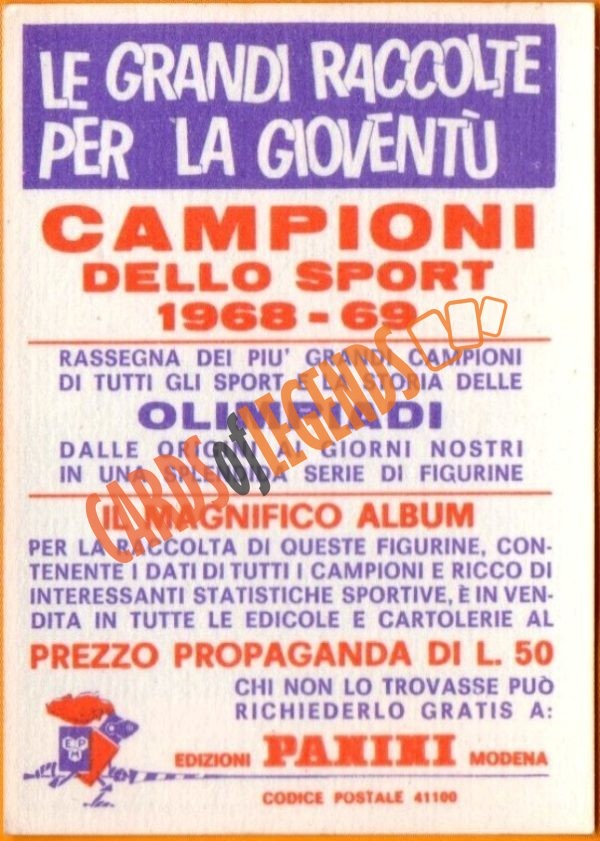 LE GRANDI RACCOLTE
PER LA GIOVENTÙ
CAMPIONI
DELLO SPORT
1968-69
RASSEGNA DEI PIU' GRANDI CAMPIONI
DI TUTTI GLI SPORT E LA STORIA DELLE
OLIMPIADI
DALLE ORIGINI AI GIORNI NOSTRI
IN UNA SPLENDIDA SERIE DI FIGURINE
CARDS of LEGENDS
IL MAGNIFICO ALBUM
PER LA RACCOLTA DI QUESTE FIGURINE, CON-
TENENTE I DATI DI TUTTI I CAMPIONI E RICCO DI
INTERESSANTI STATISTICHE SPORTIVE, È IN VEN-
DITA IN TUTTE LE EDICOLE E CARTOLERIE AL
PREZZO PROPAGANDA DI L. 50
CHI NON LO TROVASSE PUÒ
RICHIEDERLO GRATIS A:
EPM
EDIZIONI PANINI MODENA
CODICE POSTALE 41100